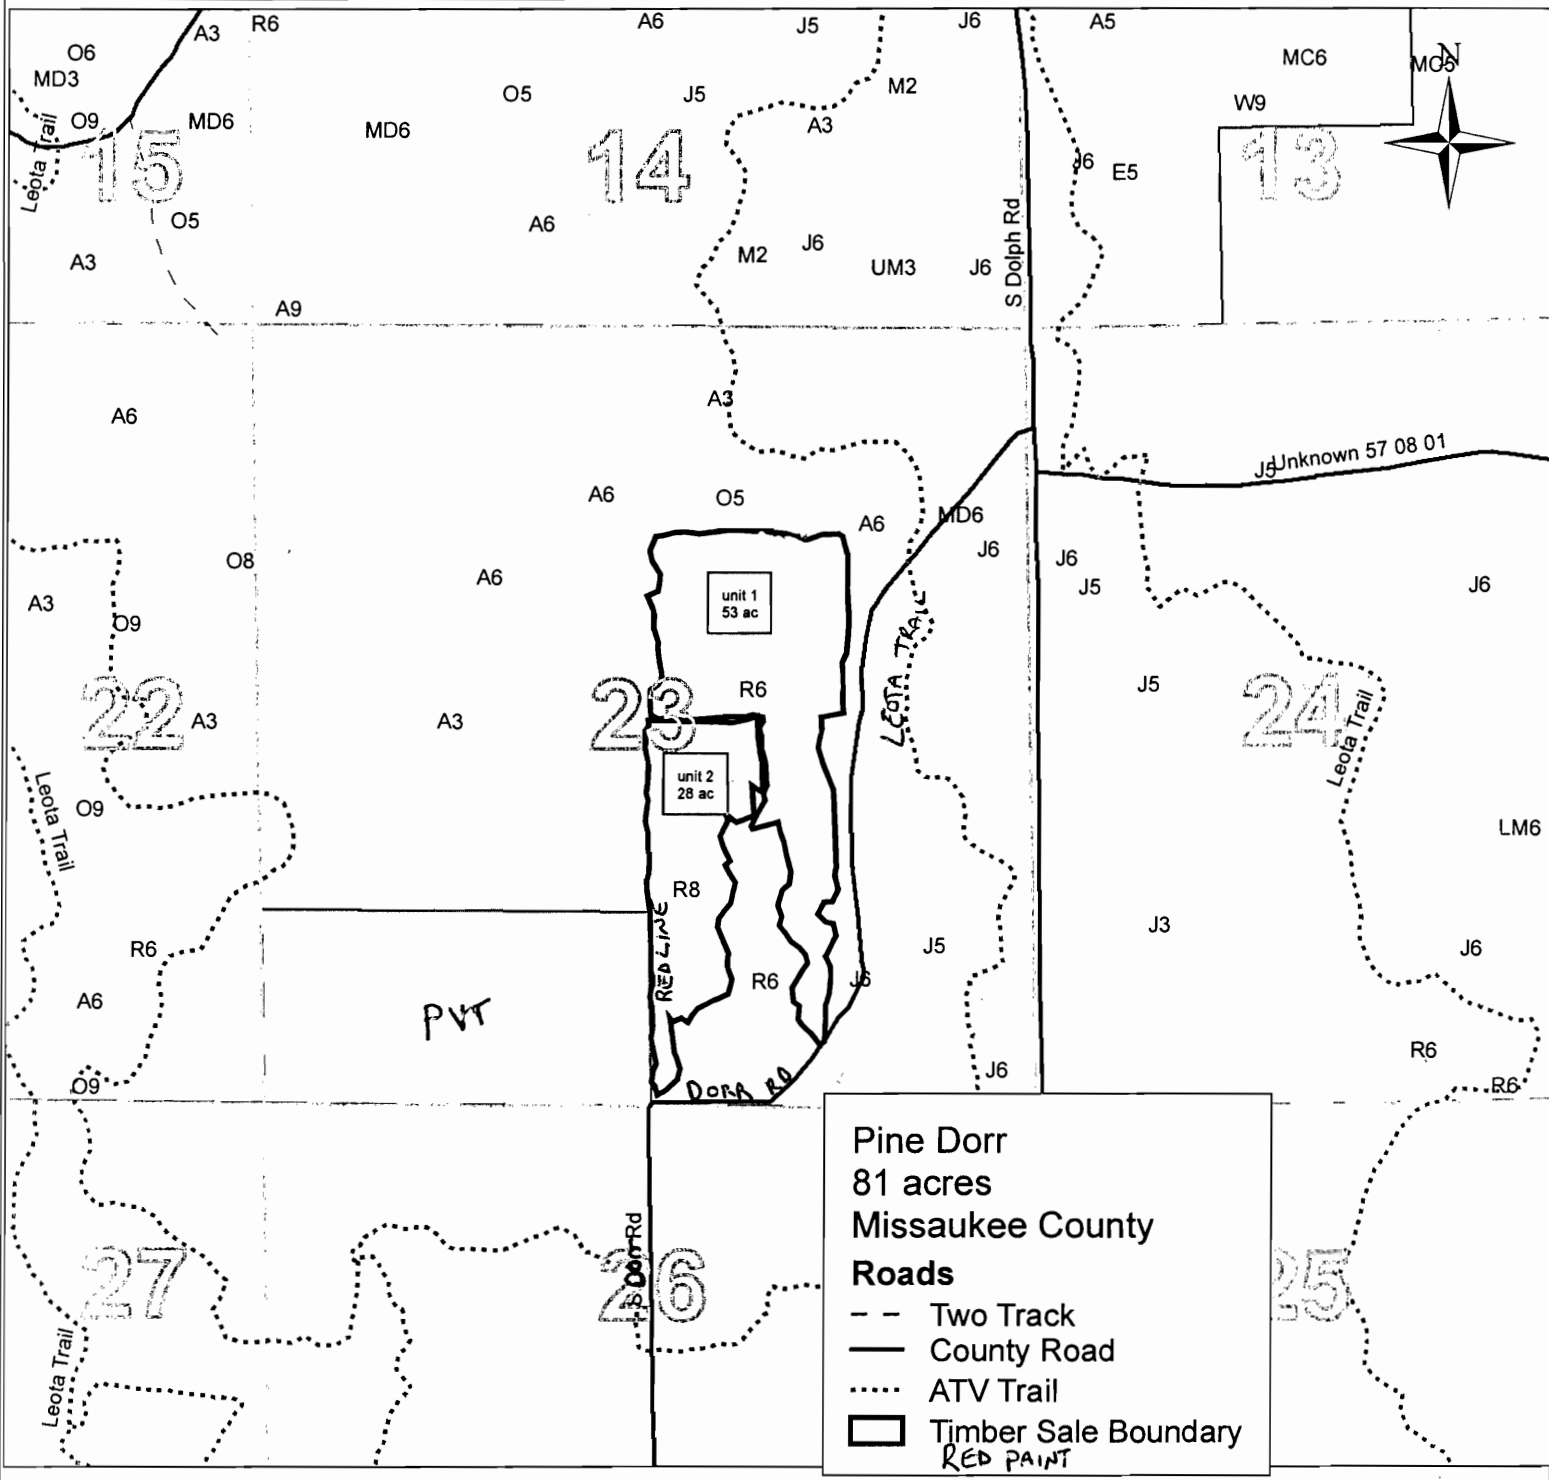 A3
R6
A6
J5
J6
A5
O6
MD3
MC6
MC5
N
O5
J5
M2
W9
O9
MD6
MD6
A3
Leota Trail
15
14
J6
E5
13
O5
A6
M2
J6
UM3
J6
S Dolph Rd
A3
A9
A3
A6
Unknown 57 08 01
J5
A6
O5
A6
MD6
J6
O8
A6
J6
J5
J6
A3
O9
unit 1
53 ac
LEOTA TRAIL
22
A3
A3
23
R6
J5
24
Leota Trail
Leota Trail
O9
unit 2
28 ac
LM6
R8
REDLINE
R6
J5
J3
J6
A6
PVT
R6
J6
O9
DORR RD
J6
R6
R6
Pine Dorr
81 acres
Missaukee County
Roads
Two Track
County Road
ATV Trail
Timber Sale Boundary
RED PAINT
27
S Dorr Rd
26
25
Leota Trail